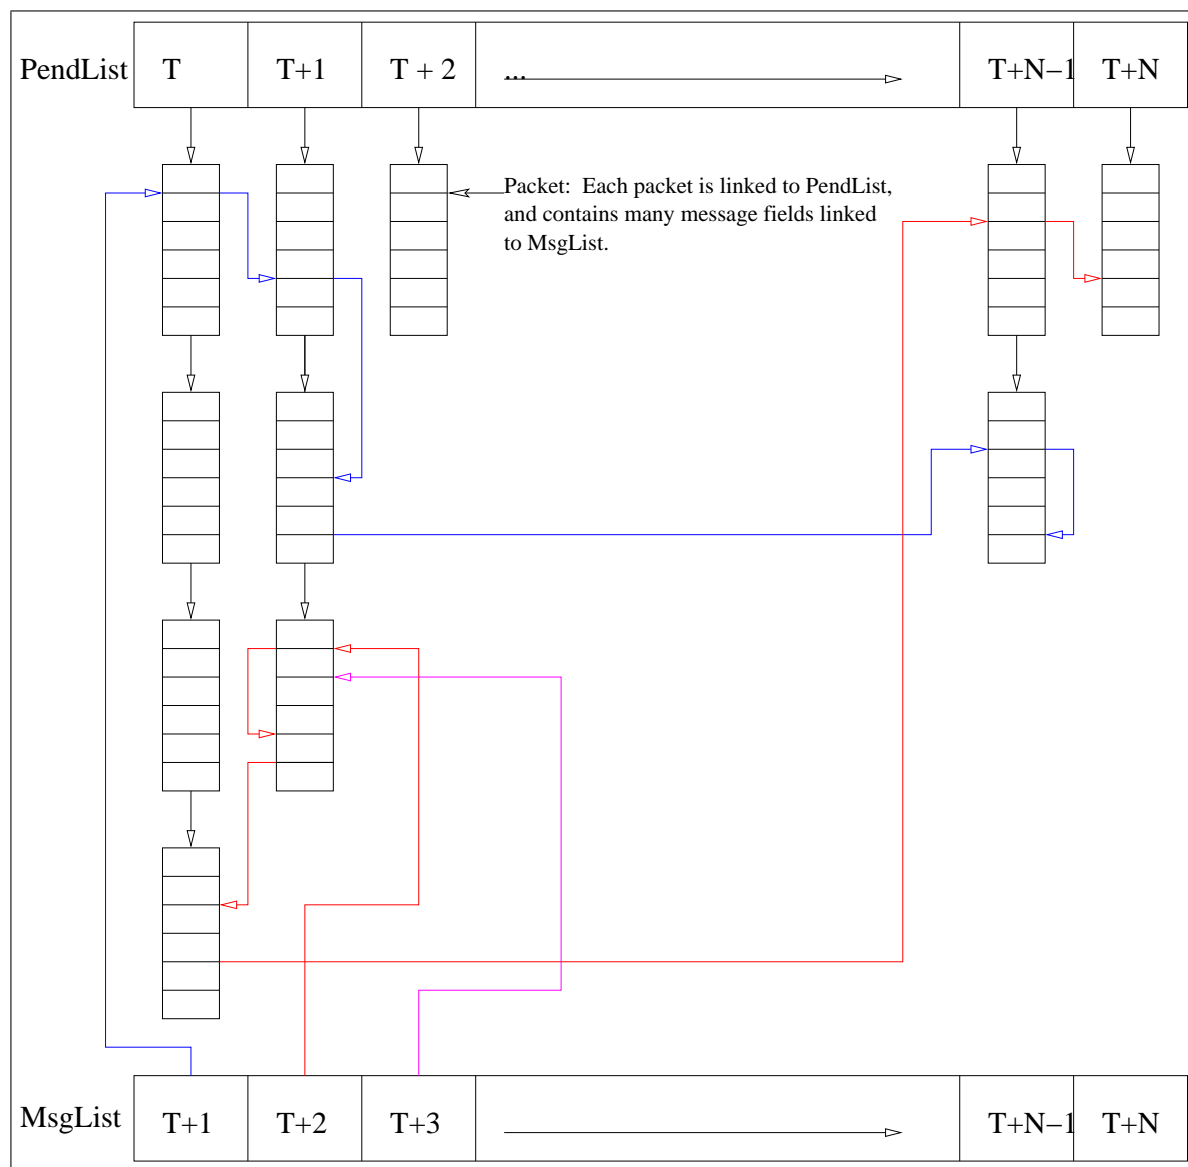 PendList T T+1 T + 2 ... T+N−1 T+N
Packet: Each packet is linked to PendList,
and contains many message fields linked
to MsgList.
MsgList T+1 T+2 T+3 T+N−1 T+N